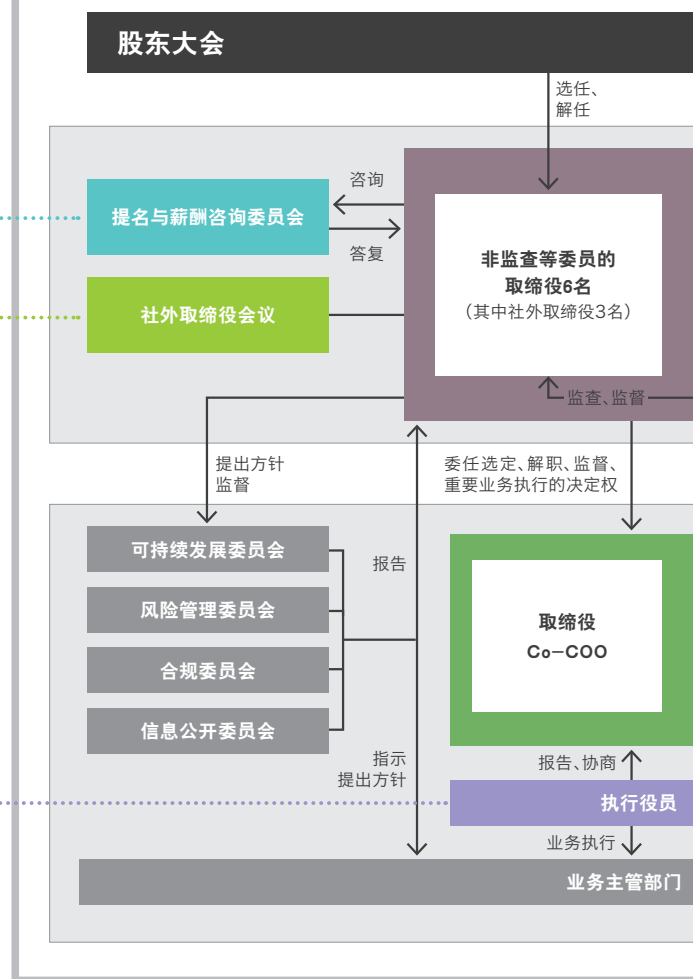 股东大会
选任、
解任
咨询
提名与薪酬咨询委员会
答复
非监查等委员的
取缔役6名
（其中社外取缔役3名）
社外取缔役会议
监查、监督
提出方针
监督
委任选定、解职、监督、
重要业务执行的决定权
可持续发展委员会
报告
风险管理委员会
取缔役
Co−COO
合规委员会
信息公开委员会
指示
提出方针
报告、协商
执行役员
业务执行
业务主管部门